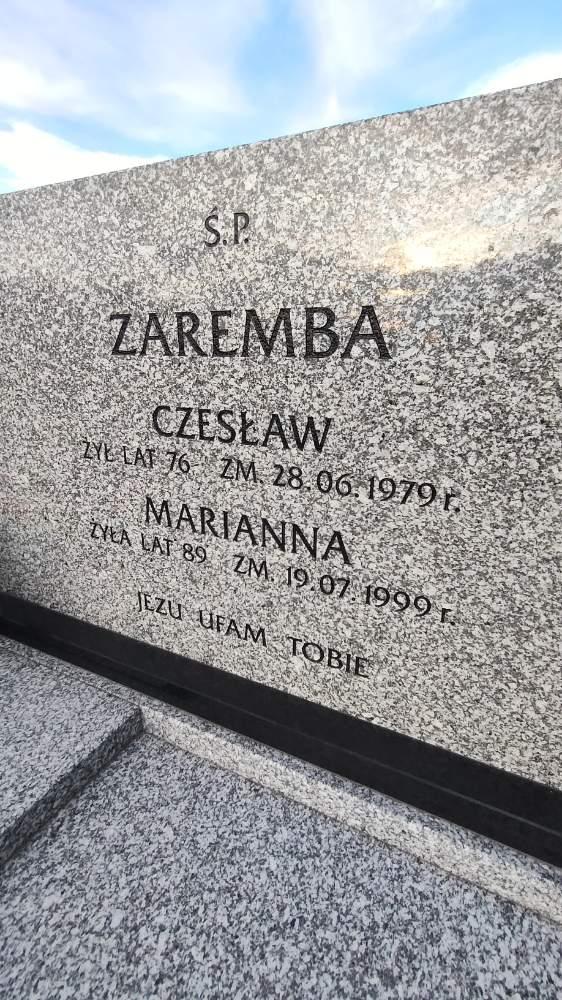 Ś.P.
ZAREMBA
CZESŁAW
ŻYŁ LAT 76 ZM. 28.06.1979 r.
MARIANNA
ŻYŁA LAT 89 ZM. 19.07.1999 r.
JEZU UFAM TOBIE